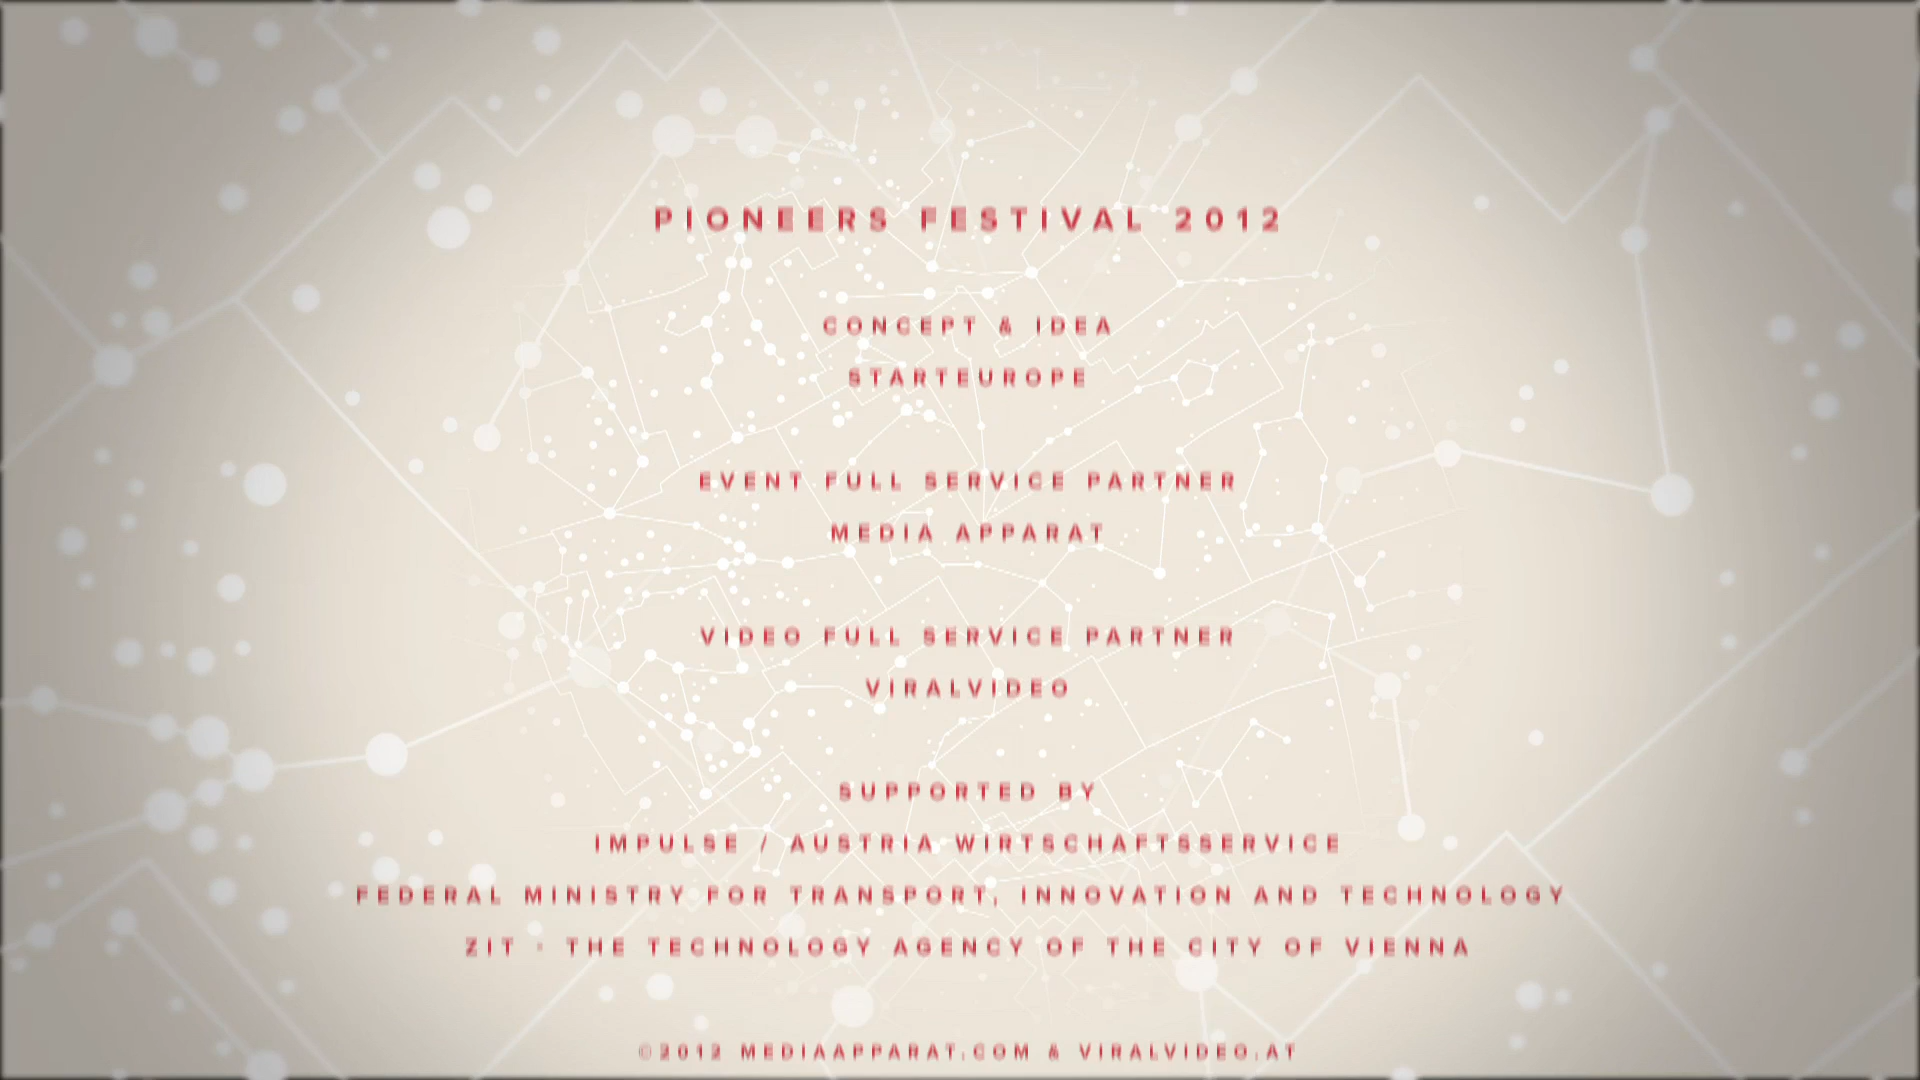 PIONEERS FESTIVAL 2012
CONCEPT & IDEA
STARTEUROPE
EVENT FULL SERVICE PARTNER
MEDIA APPARAT
VIDEO FULL SERVICE PARTNER
VIRALVIDEO
SUPPORTED BY
IMPULSE / AUSTRIA WIRTSCHAFTSSERVICE
FEDERAL MINISTRY FOR TRANSPORT, INNOVATION AND TECHNOLOGY
ZIT - THE TECHNOLOGY AGENCY OF THE CITY OF VIENNA
©2012 MEDIAAPPARAT.COM & VIRALVIDEO.AT